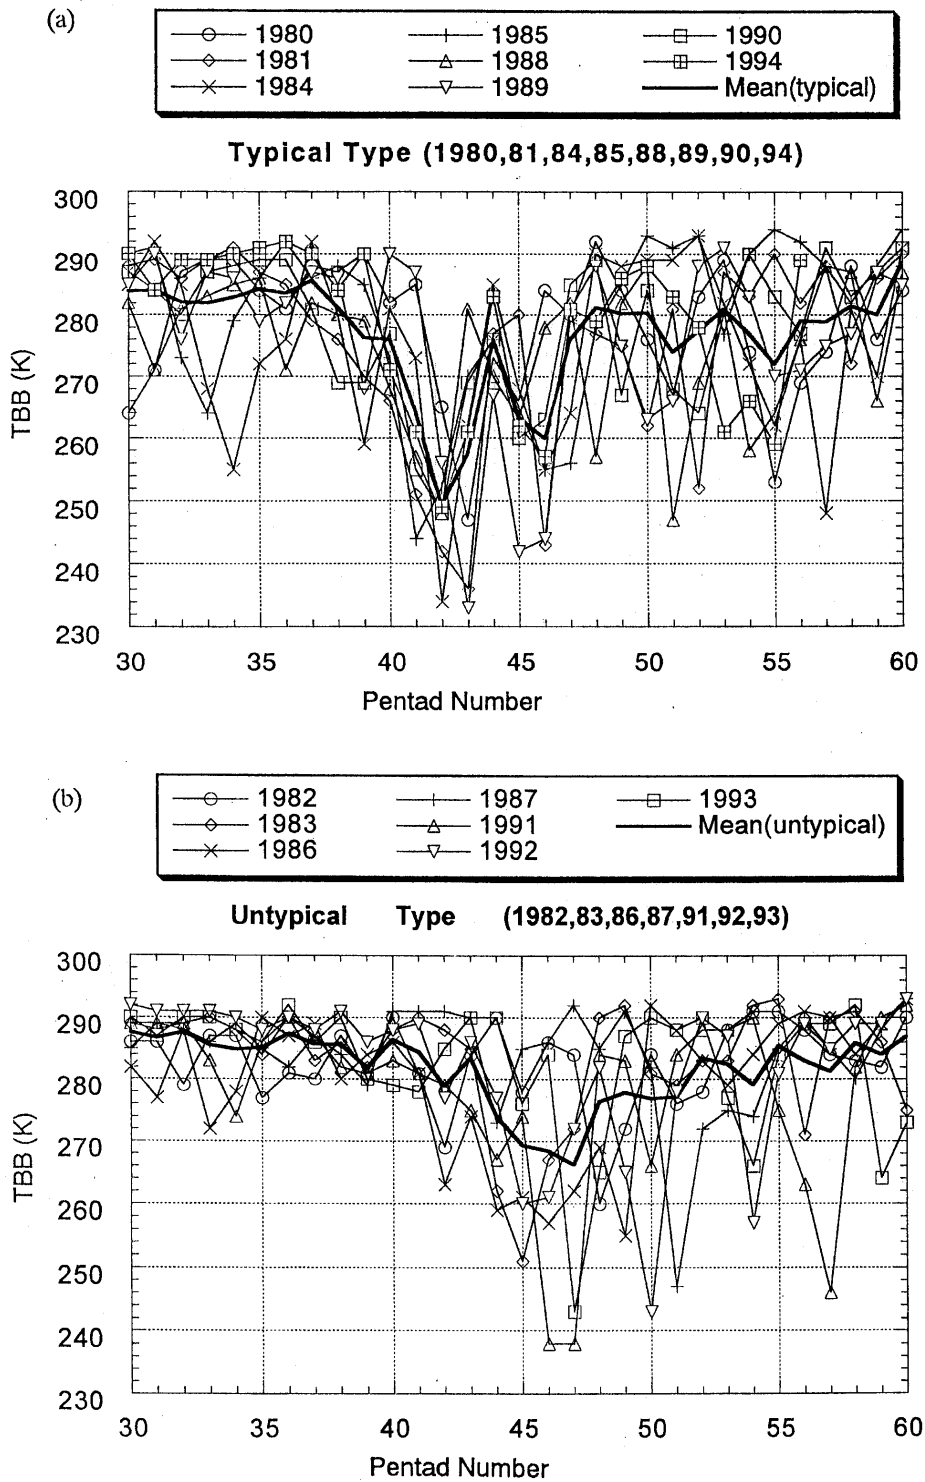 (a)
1980 1985 1990
1981 1988 1994
1984 1989 Mean(typical)
Typical Type (1980,81,84,85,88,89,90,94)
300
290
280
270
260
250
240
230
TBB (K)
30 35 40 45 50 55 60
Pentad Number
(b)
1982 1987 1993
1983 1991 Mean(untypical)
1986 1992
Untypical Type (1982,83,86,87,91,92,93)
300
290
280
270
260
250
240
230
TBB (K)
30 35 40 45 50 55 60
Pentad Number